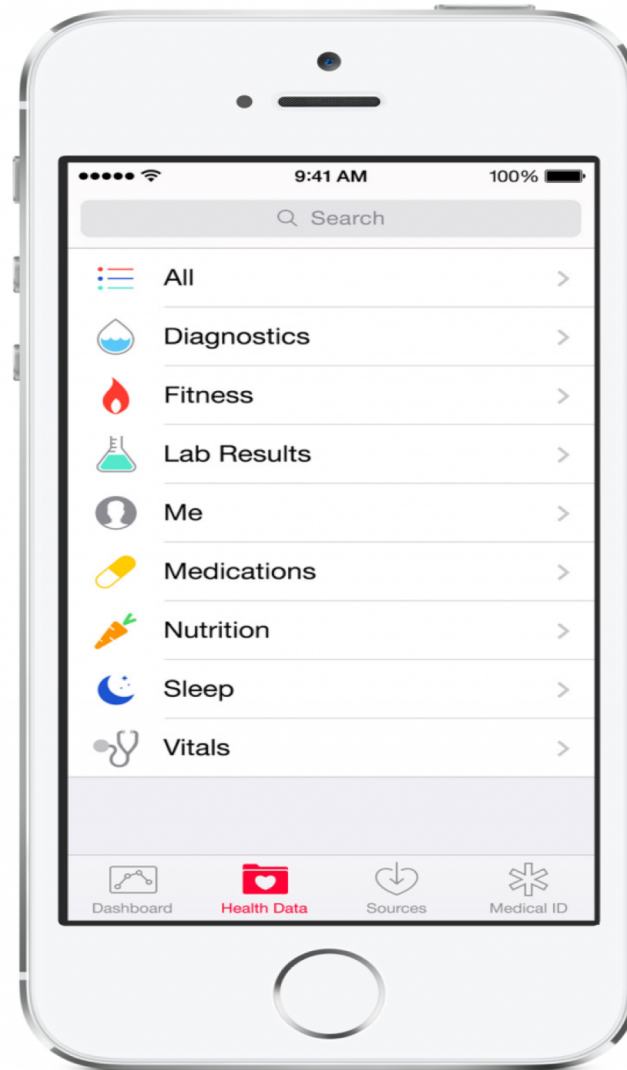 9:41 AM 100%
Search
All
Diagnostics
Fitness
Lab Results
Me
Medications
Nutrition
Sleep
Vitals
Dashboard Health Data Sources Medical ID